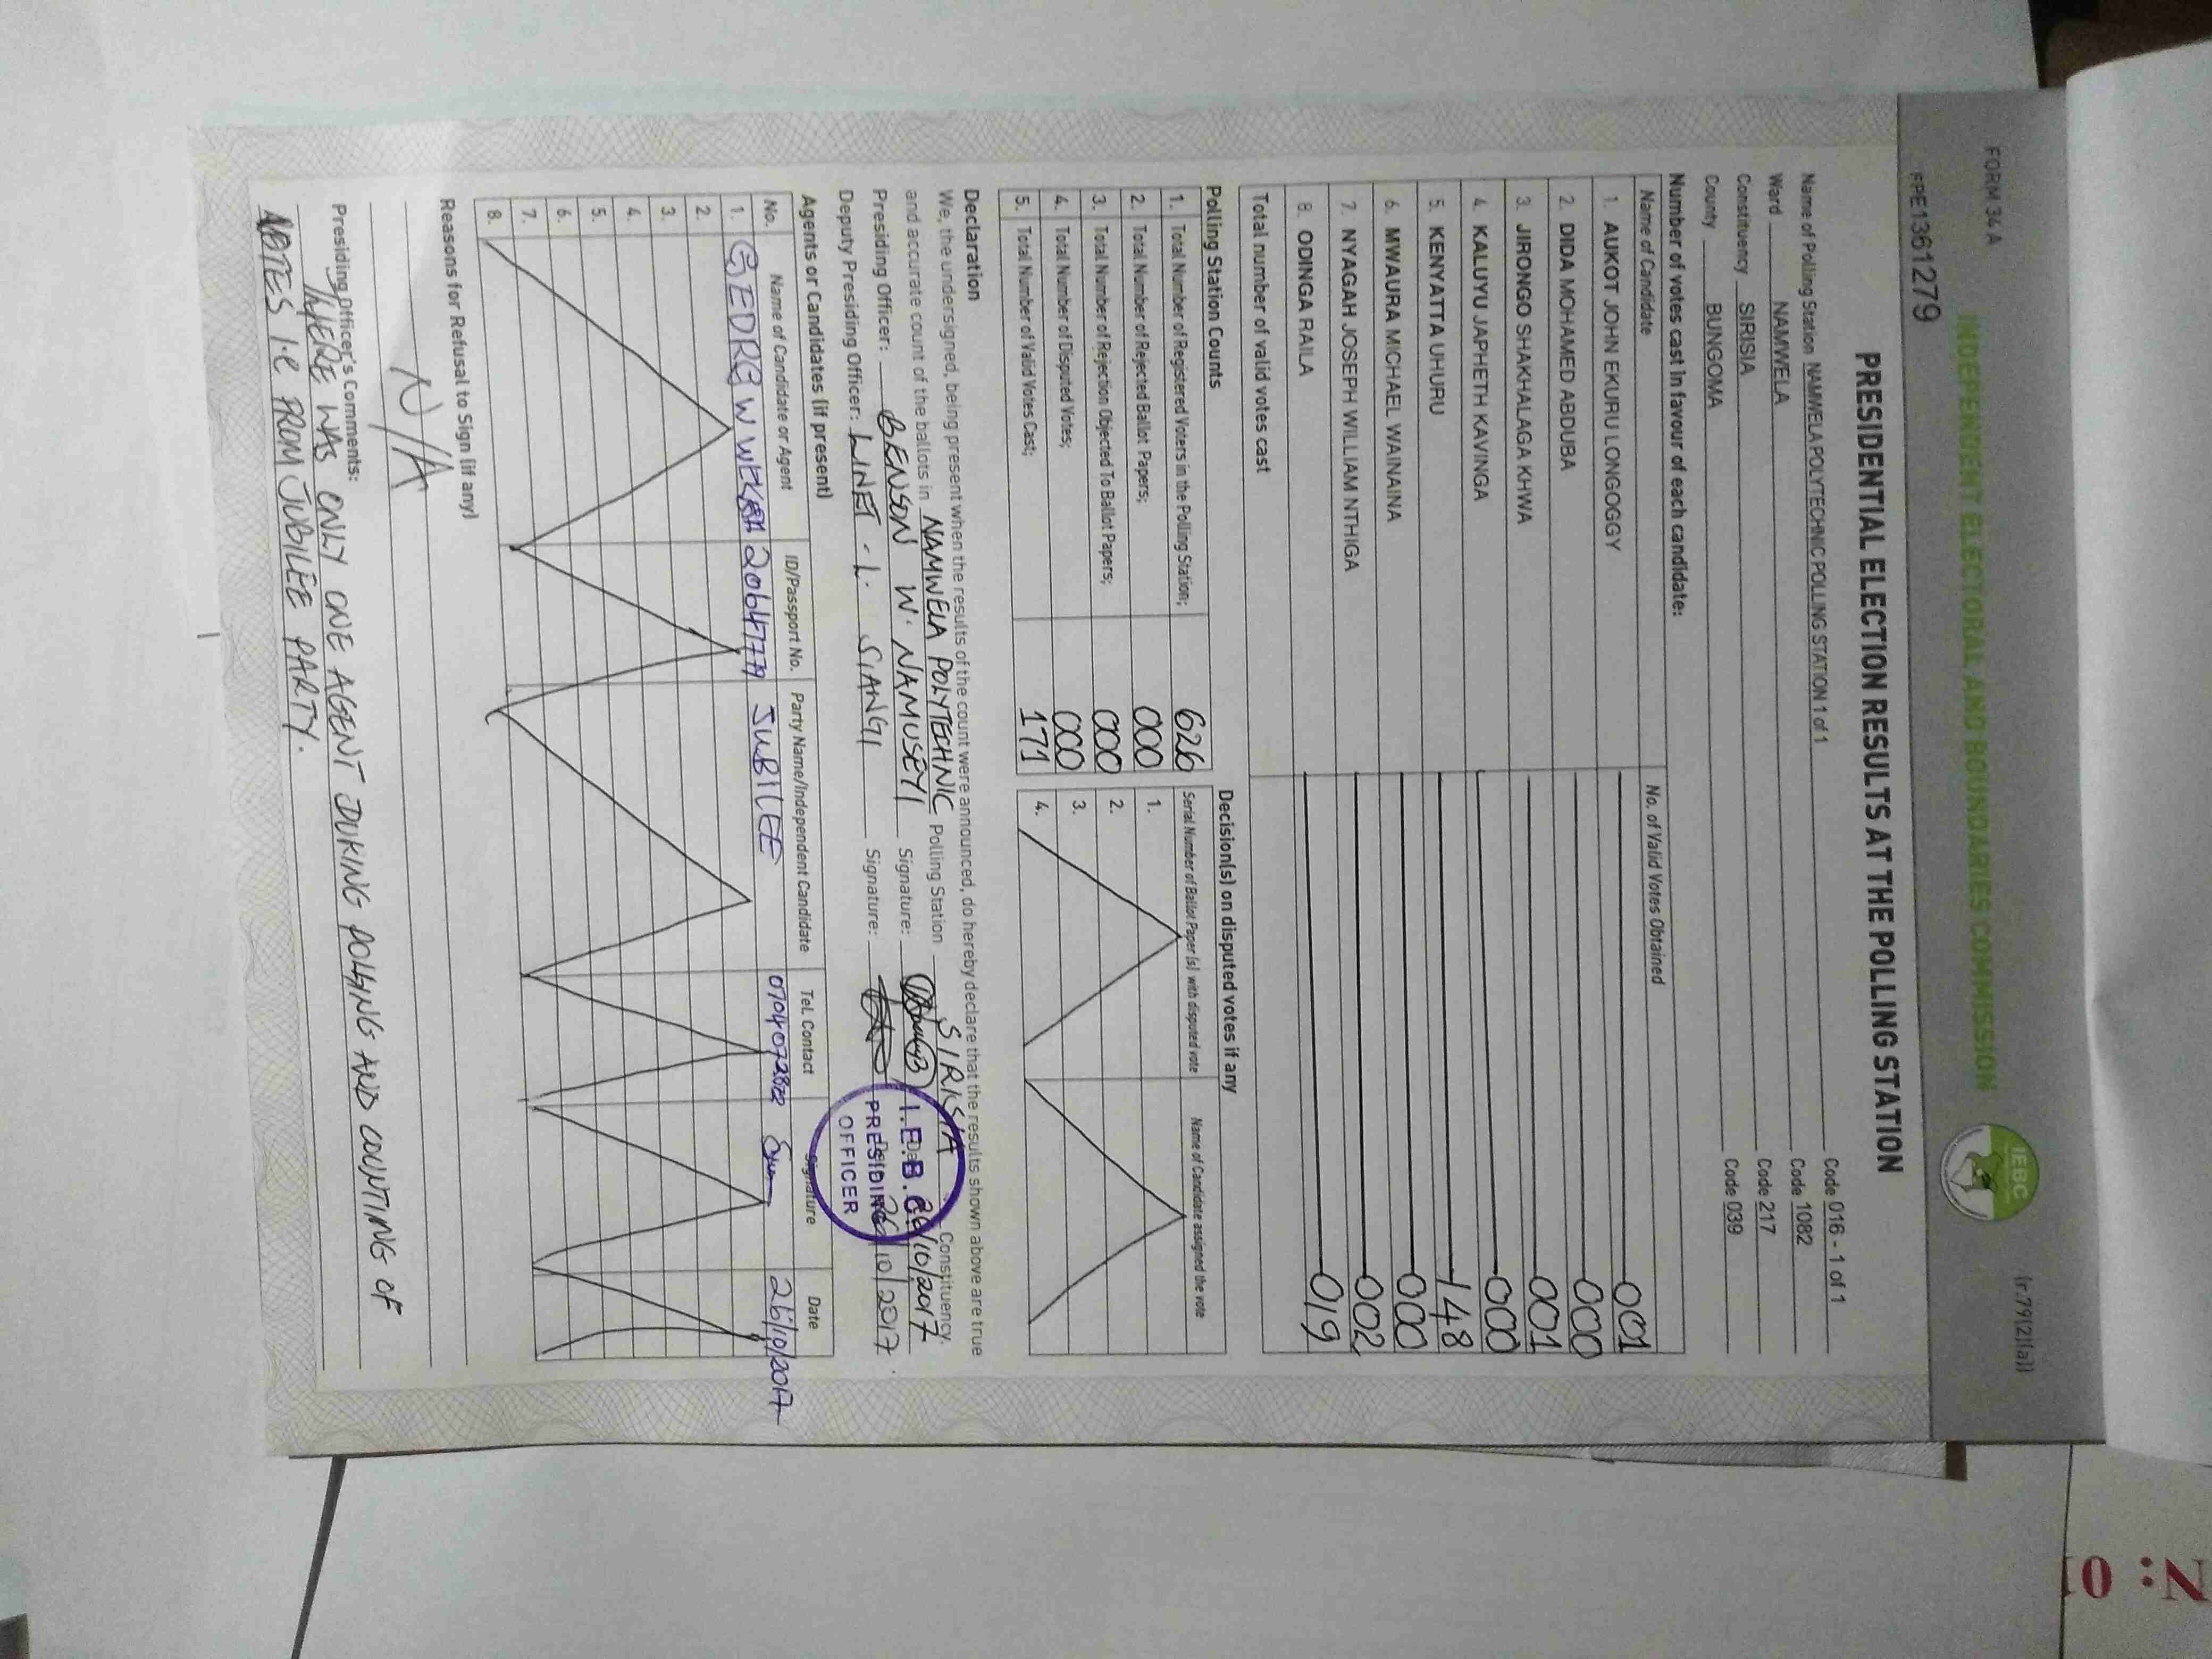 FORM 34 A
(r.79(2)(a))
INDEPENDENT ELECTORAL AND BOUNDARIES COMMISSION
IEBC
PPE1361279
PRESIDENTIAL ELECTION RESULTS AT THE POLLING STATION
Name of Polling Station NAMWELA POLYTECHNIC POLLING STATION 1 of 1 Code 016 - 1 of 1
Ward NAMWELA Code 1082
Constituency SIRISIA Code 217
County BUNGOMA Code 039
Number of votes cast in favour of each candidate:
Name of Candidate No. of Valid Votes Obtained
1. AUKOT JOHN EKURU LONGOGGY 001
2. DIDA MOHAMED ABDUBA 000
3. JIRONGO SHAKHALAGA KHWA 001
4. KALUYU JAPHETH KAVINGA 000
5. KENYATTA UHURU 148
6. MWAURA MICHAEL WAINAINA 000
7. NYAGAH JOSEPH WILLIAM NTHIGA 002
8. ODINGA RAILA 019
Total number of valid votes cast
Polling Station Counts
1. Total Number of Registered Voters in the Polling Station; 626
2. Total Number of Rejected Ballot Papers; 000
3. Total Number of Rejection Objected To Ballot Papers; 000
4. Total Number of Disputed Votes; 000
5. Total Number of Valid Votes Cast; 171
Decision(s) on disputed votes if any
Serial Number of Ballot Paper (s) with disputed vote Name of Candidate assigned the vote
1.
2.
3.
4.
Declaration
We, the undersigned, being present when the results of the count were announced, do hereby declare that the results shown above are true
and accurate count of the ballots in NAMWELA POLYTECHNIC Polling Station SIRISIA Constituency.
Presiding Officer: BENSON W. NAMUSEYI Signature: 26/10/2017
Deputy Presiding Officer: LINET . L. SIANGI Signature: 26/10/2017.
I.E.B.C.
PRESIDING
OFFICER
Agents or Candidates (if present)
No. Name of Candidate or Agent ID/Passport No. Party Name/Independent Candidate Tel. Contact Signature Date
1. W 20647779 JUBILEE 26/10/2017
2.
3.
4.
5.
6.
7.
8.
Reasons for Refusal to Sign (if any)
N/A
Presiding Officer's Comments:
THERE WAS ONLY ONE AGENT DURING POLLING AND COUNTING OF
VOTES i.e FROM JUBILEE PARTY.